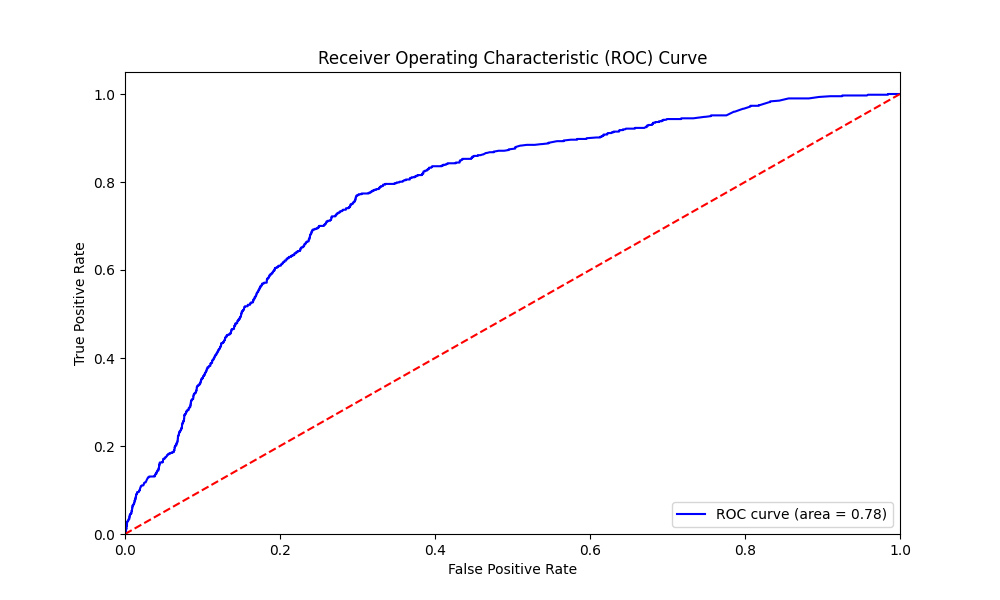 Receiver Operating Characteristic (ROC) Curve
True Positive Rate
1.0
0.8
0.6
0.4
0.2
0.0
0.0 0.2 0.4 0.6 0.8 1.0
False Positive Rate
ROC curve (area = 0.78)